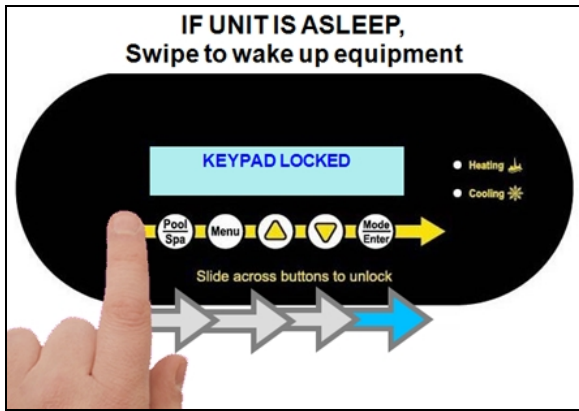 IF UNIT IS ASLEEP,
Swipe to wake up equipment
KEYPAD LOCKED
Heating
Cooling
Pool
Spa
Menu
Mode
Enter
Slide across buttons to unlock